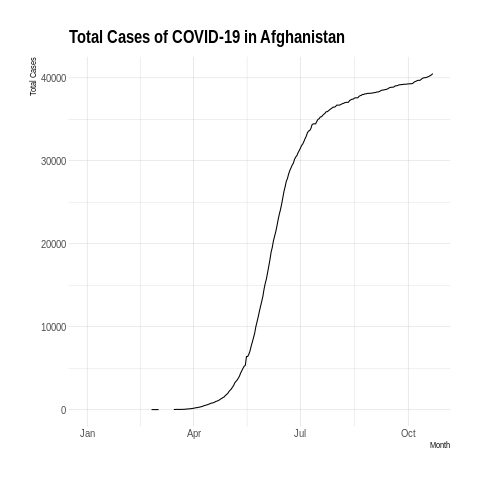 Total Cases of COVID-19 in Afghanistan
Total Cases
40000
30000
20000
10000
0
Jan Apr Jul Oct
Month